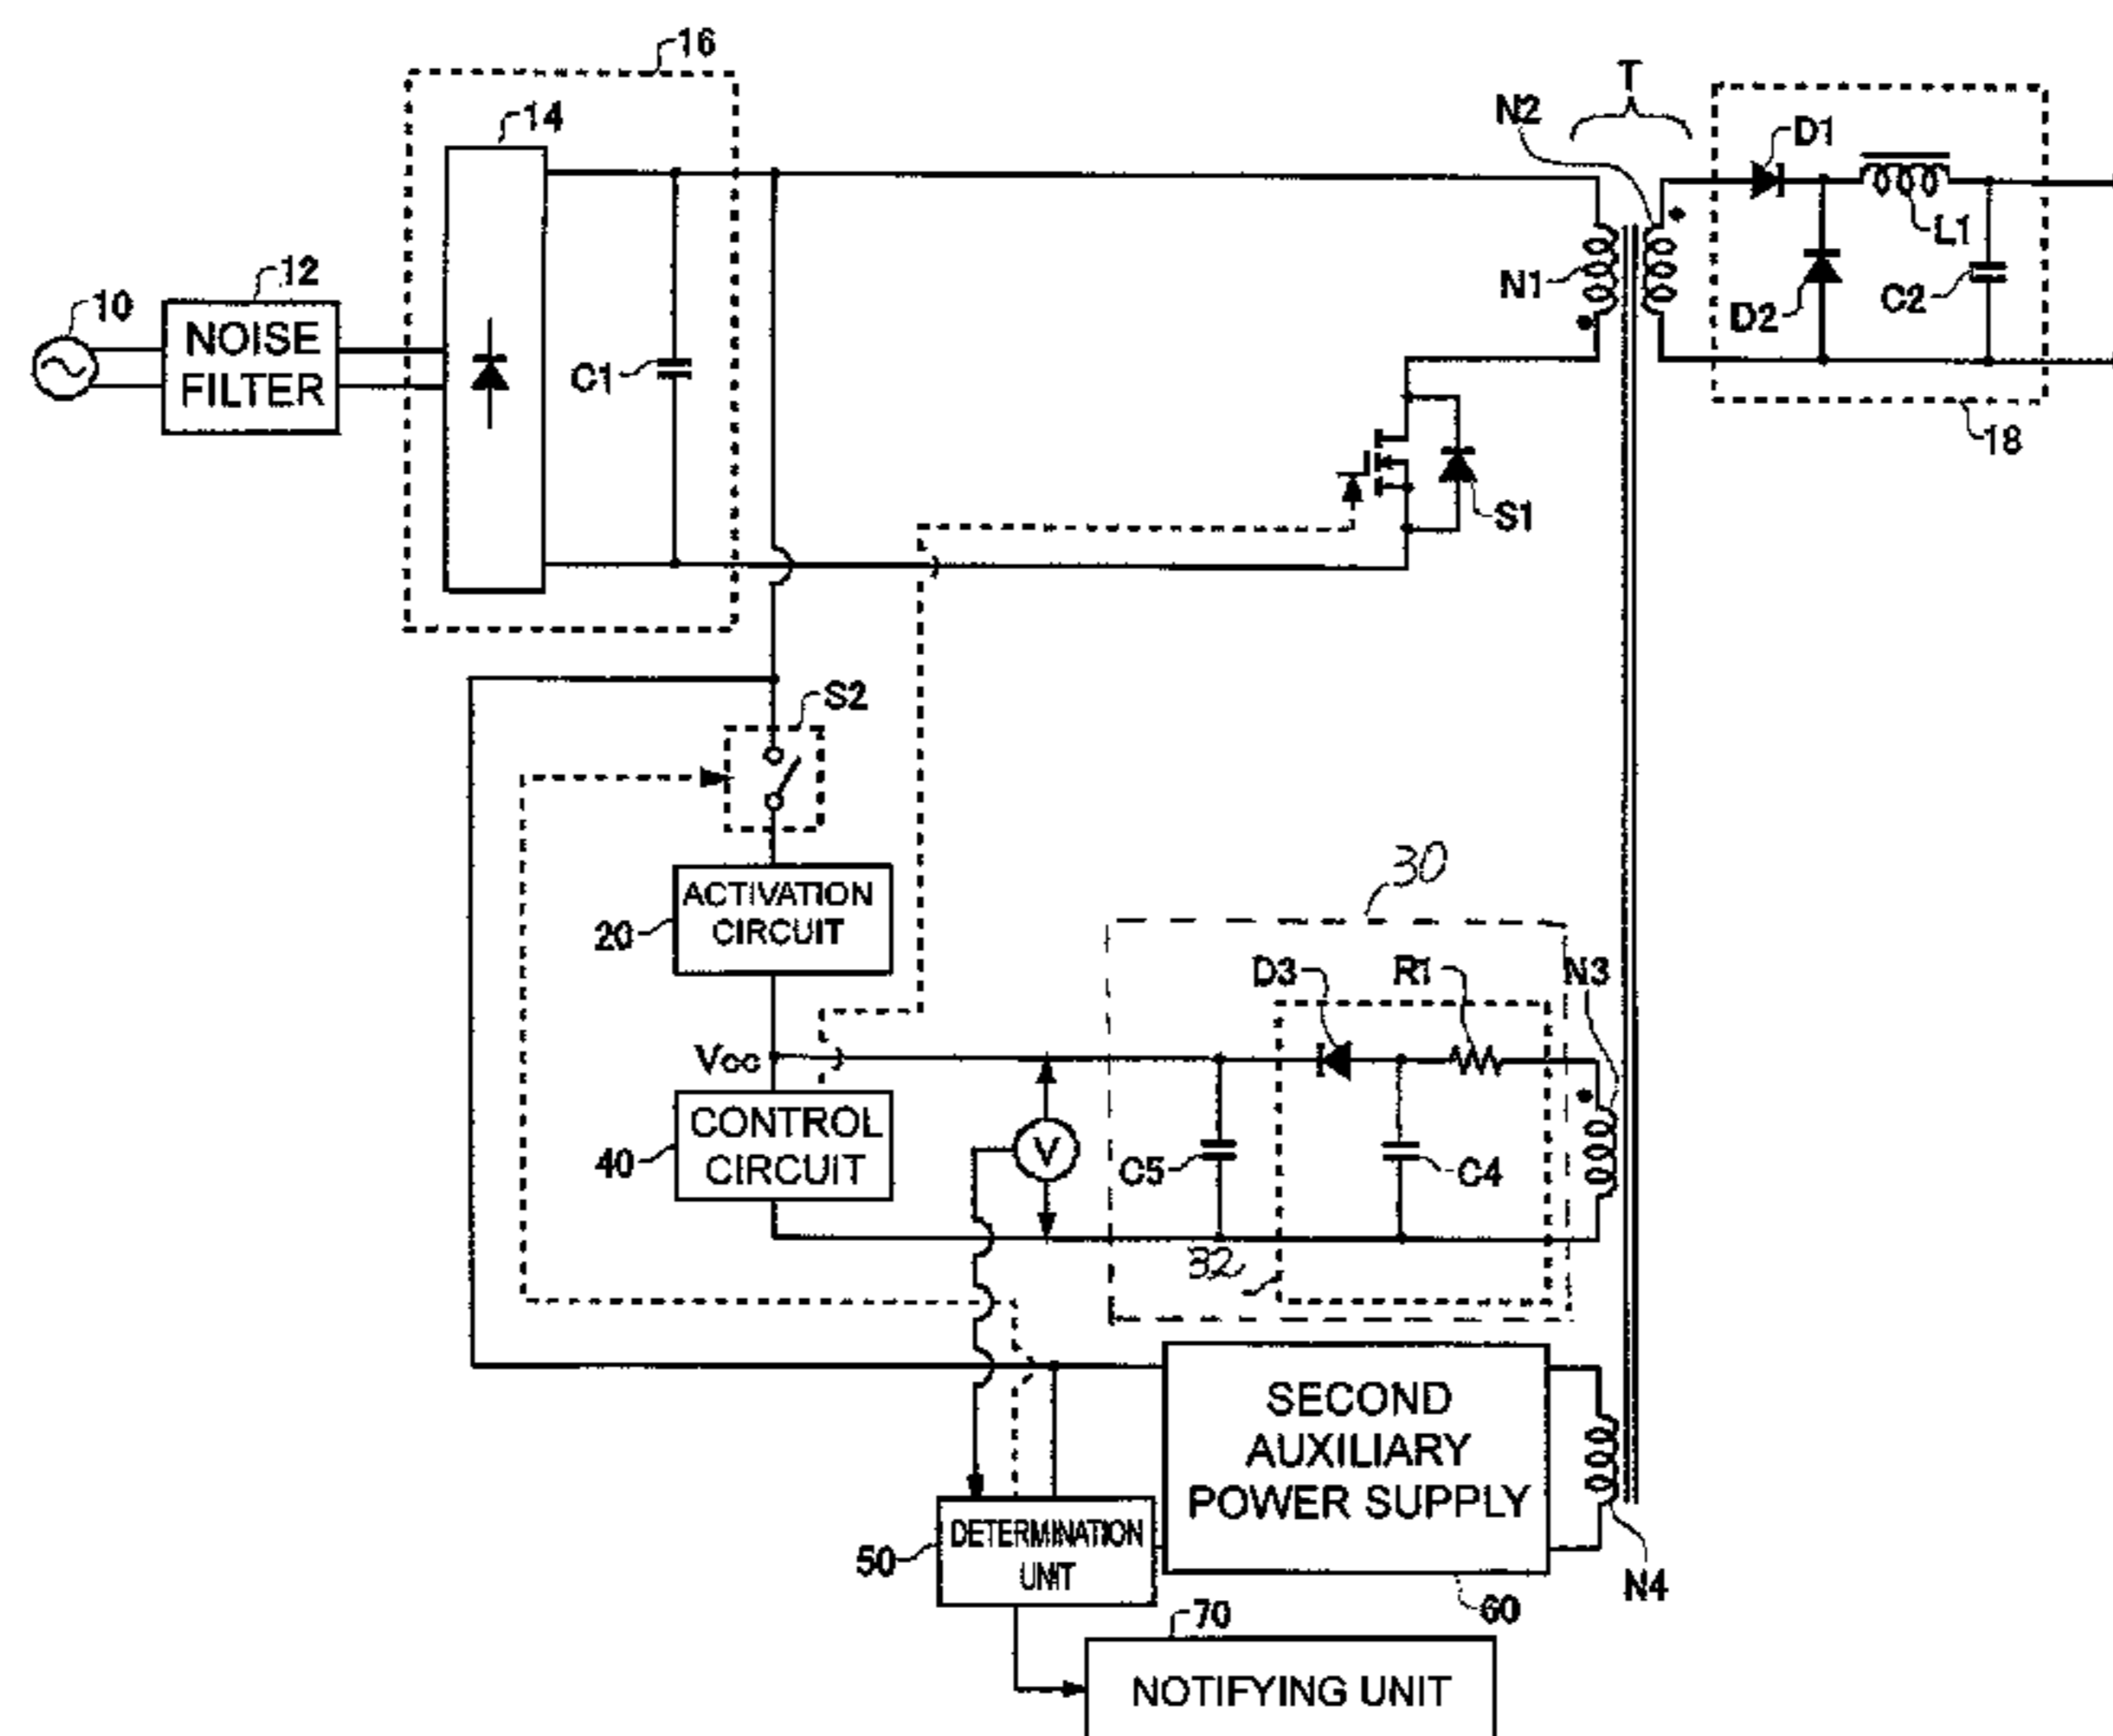 16
T
14
N2
D1
L1
12
10
NOISE
FILTER
C1
N1
D2
C2
18
S1
S2
ACTIVATION
CIRCUIT
20
30
D3
R1
N3
Vcc
CONTROL
CIRCUIT
40
V
C5
C4
32
SECOND
AUXILIARY
POWER SUPPLY
DETERMINATION
UNIT
50
60
N4
70
NOTIFYING UNIT